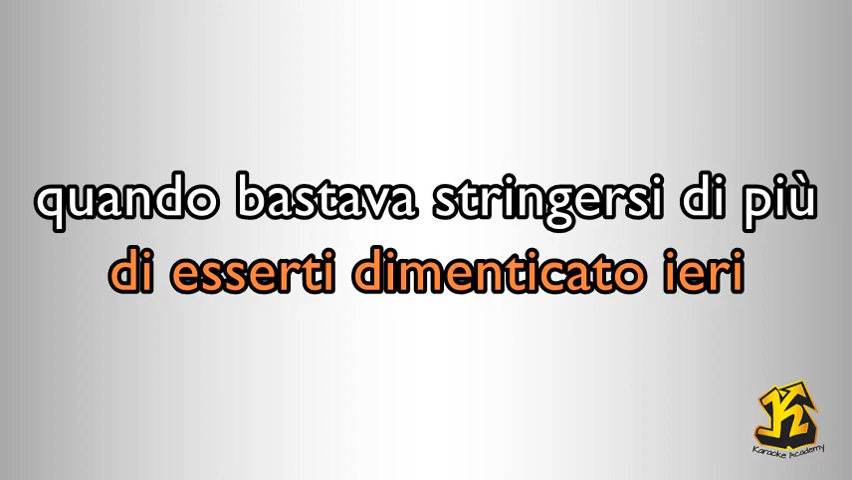 quando bastava stringersi di più
di esserti dimenticato ieri
K
Karaoke Academy